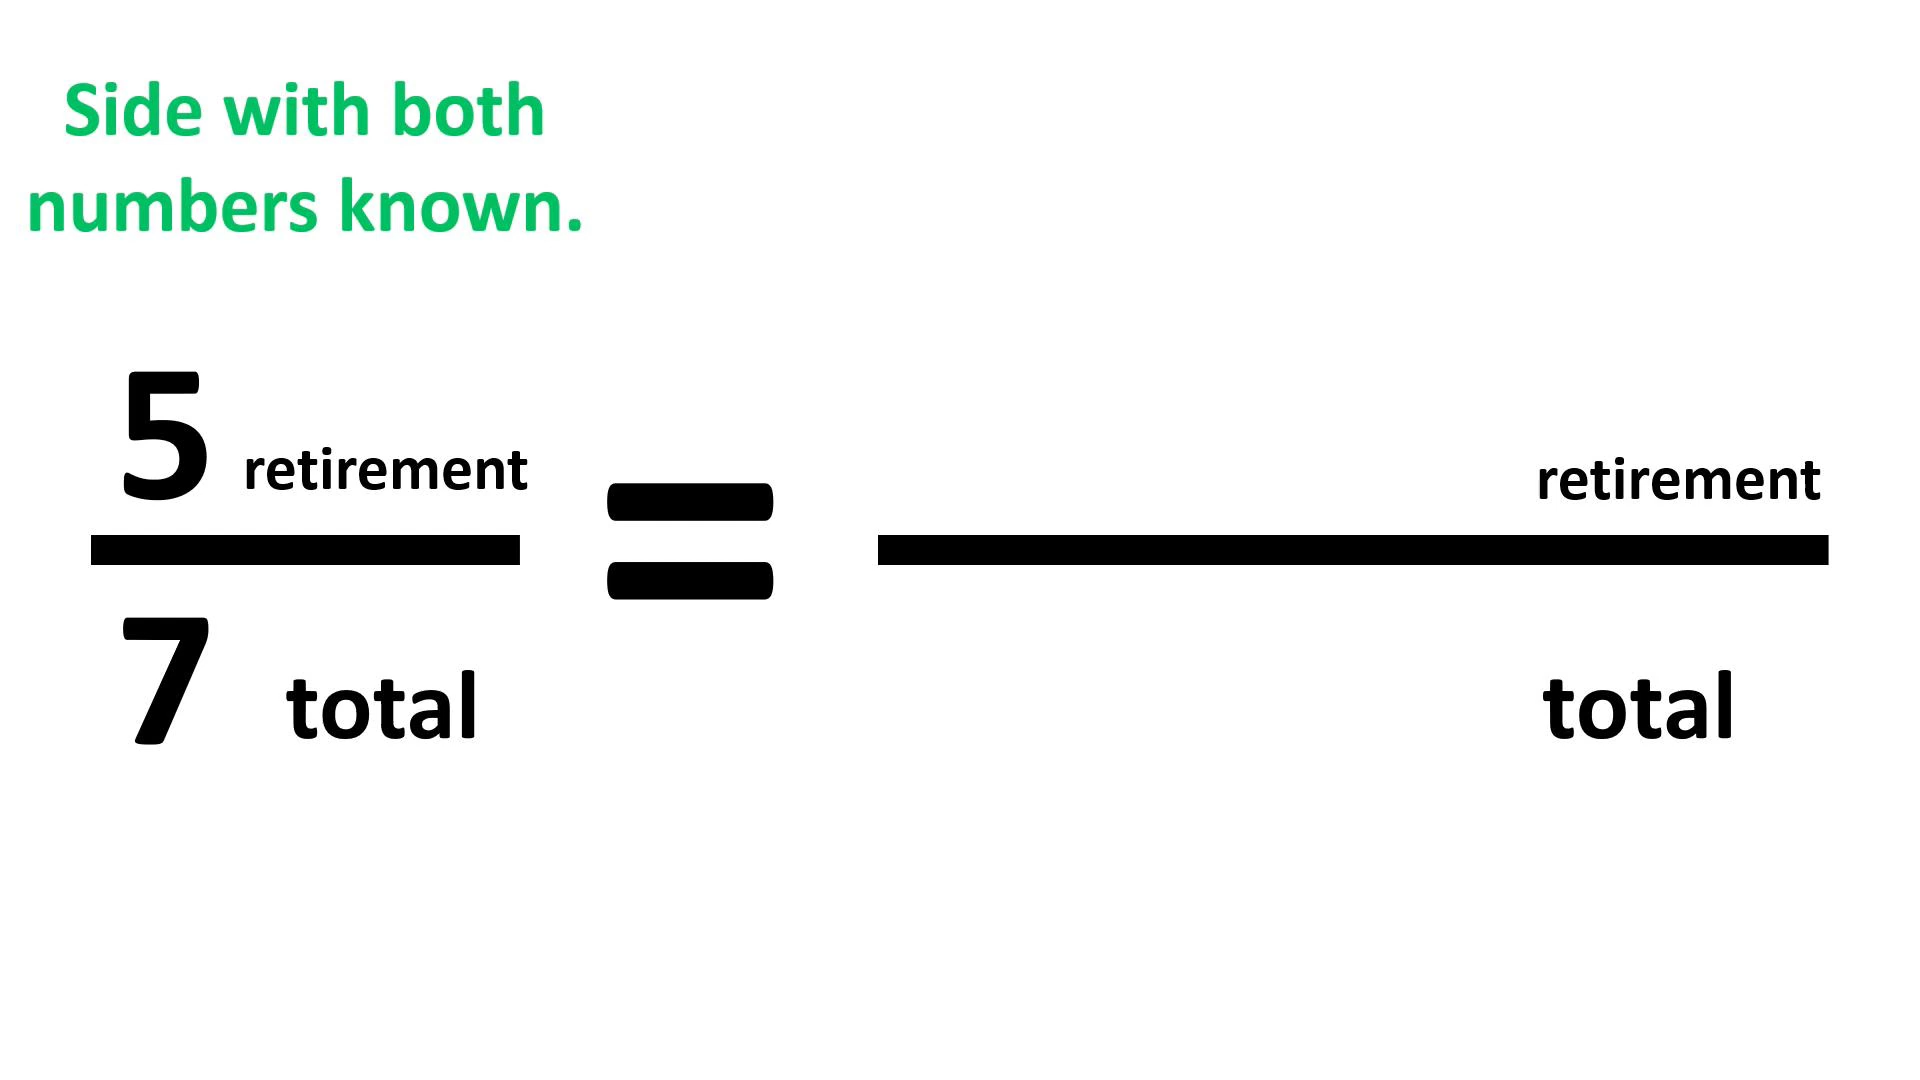 Side with both
numbers known.
5 retirement
=
retirement
7 total
total